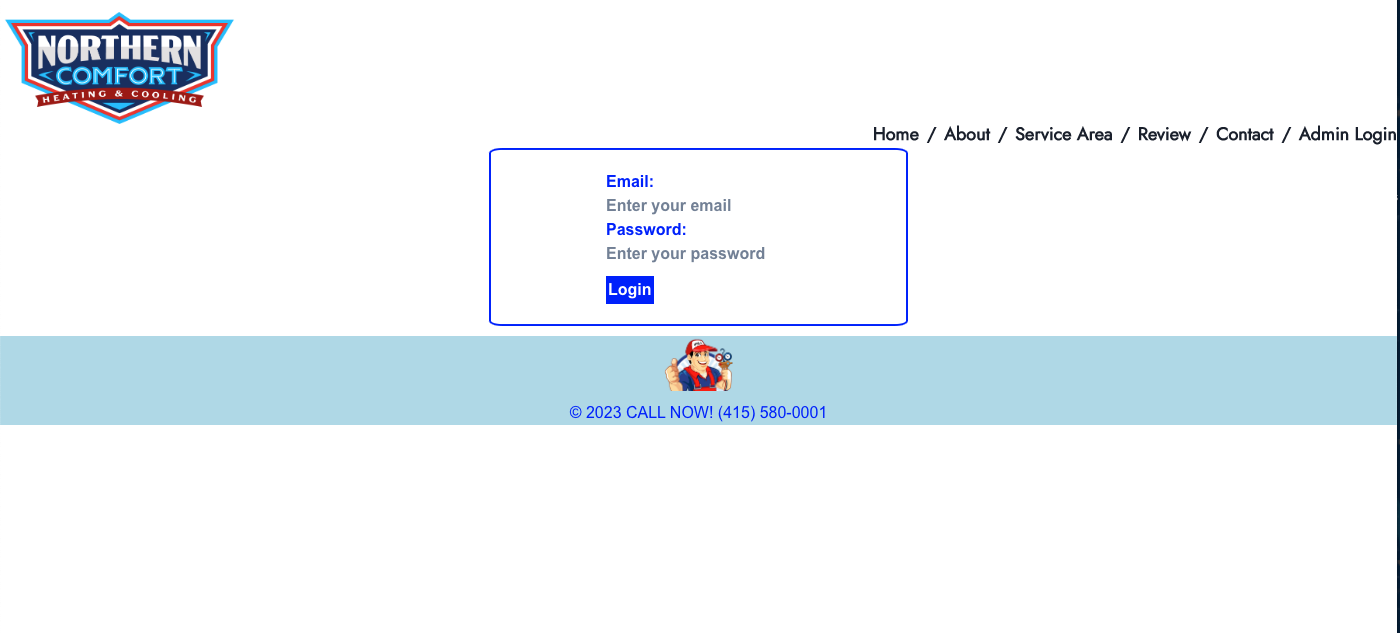 NORTHERN
COMFORT
HEATING & COOLING
Home / About / Service Area / Review / Contact / Admin Login
Email:
Enter your email
Password:
Enter your password
Login
© 2023 CALL NOW! (415) 580-0001